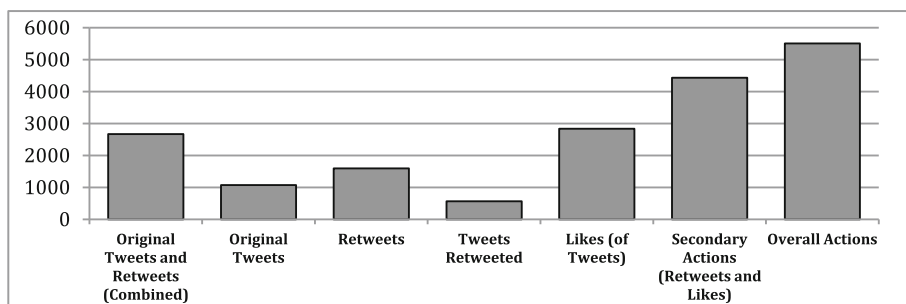 6000
5000
4000
3000
2000
1000
0
Original
Tweets and
Retweets
(Combined)
Original
Tweets
Retweets
Tweets
Retweeted
Likes (of
Tweets)
Secondary
Actions
(Retweets and
Likes)
Overall Actions